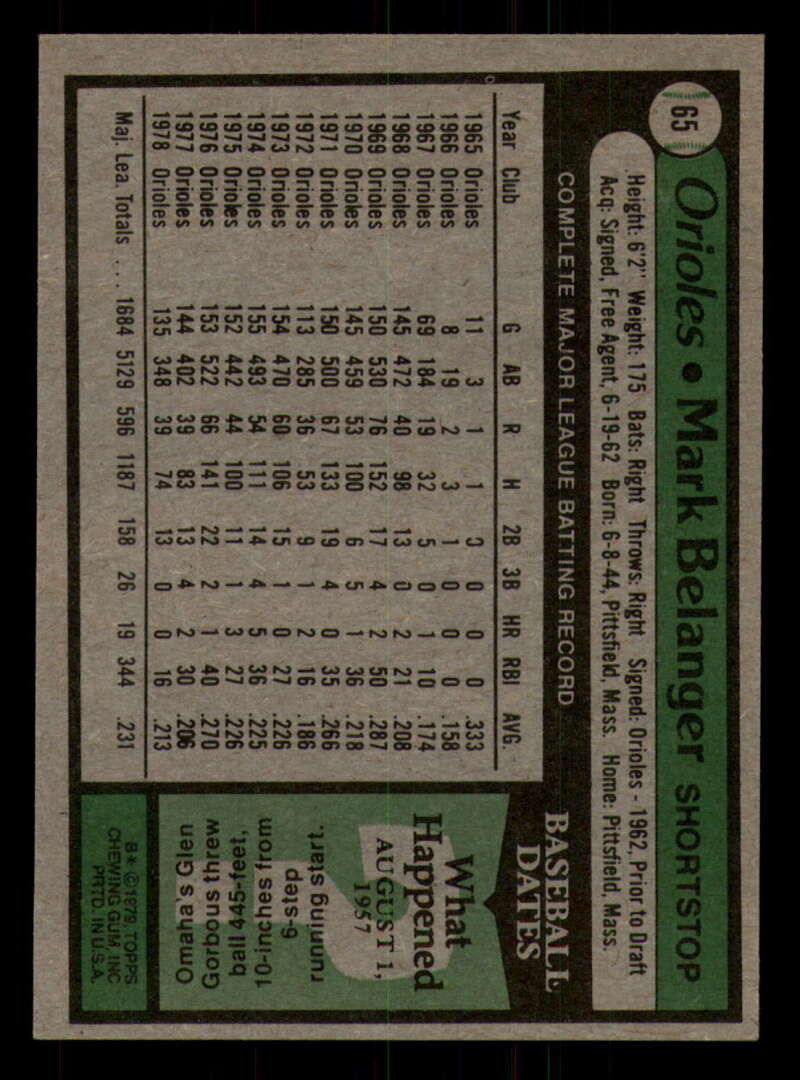 65
Orioles • Mark Belanger SHORTSTOP
Height: 6'2" Weight: 175 Bats: Right Throws: Right Signed: Orioles - 1962, Prior to Draft
Acq: Signed, Free Agent, 6-19-62 Born: 6-8-44, Pittsfield, Mass. Home: Pittsfield, Mass.
COMPLETE MAJOR LEAGUE BATTING RECORD
Year Club G AB R H 2B 3B HR RBI AVG.
1965 Orioles 11 3 1 1 0 0 0 0 .333
1966 Orioles 8 19 2 3 1 0 0 0 .158
1967 Orioles 69 184 19 32 5 0 1 10 .174
1968 Orioles 145 472 40 98 13 0 2 21 .208
1969 Orioles 150 530 76 152 17 4 2 50 .287
1970 Orioles 145 459 53 100 6 5 1 36 .218
1971 Orioles 150 500 67 133 19 4 0 35 .266
1972 Orioles 113 285 36 53 9 1 2 16 .186
1973 Orioles 154 470 60 106 15 1 0 27 .226
1974 Orioles 155 493 54 111 14 4 5 36 .225
1975 Orioles 152 442 44 100 11 1 3 27 .226
1976 Orioles 153 522 66 141 22 2 1 40 .270
1977 Orioles 144 402 39 83 13 4 2 30 .206
1978 Orioles 135 348 39 74 13 0 0 16 .213
Maj. Lea. Totals ... 1684 5129 596 1187 158 26 19 344 .231
BASEBALL
DATES
What
Happened
AUGUST 1,
1957
Omaha's Glen
Gorbous threw
ball 445-feet,
10-inches from
6-step
running start.
B* © 1979 TOPPS
CHEWING GUM INC
PRTD. IN U.S.A.